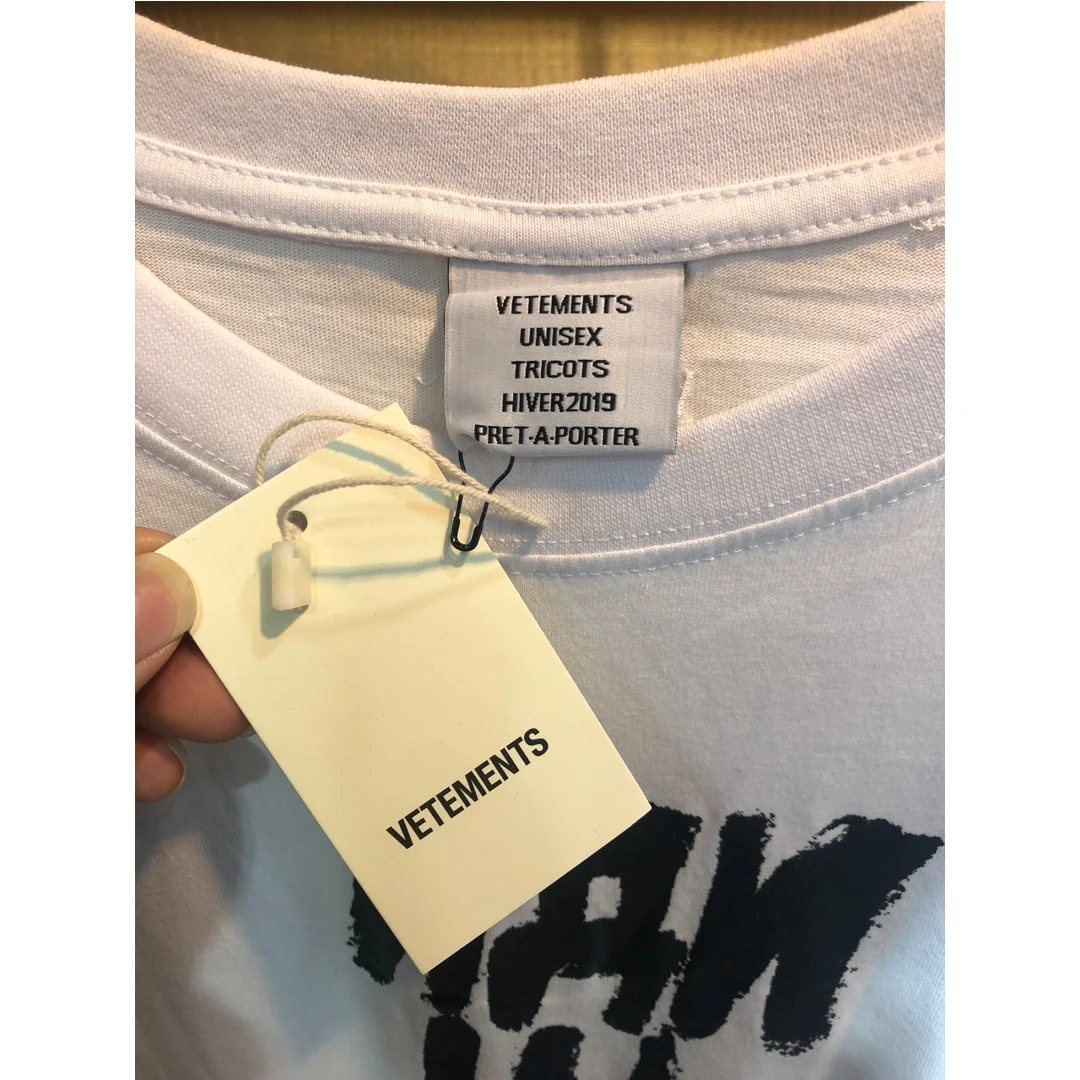 VETEMENTS
UNISEX
TRICOTS
HIVER2019
PRET-A-PORTER
VETEMENTS